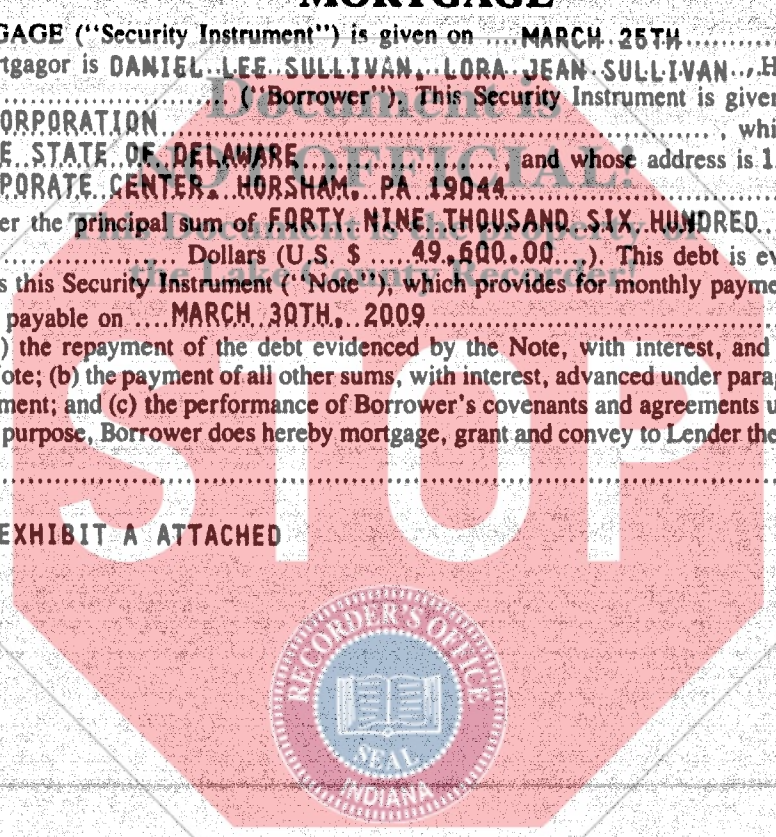 MORTGAGE
GAGE ("Security Instrument") is given on ....MARCH 25TH..............
rtgagor is DANIEL LEE SULLIVAN, LORA JEAN SULLIVAN ..,H
............................ ("Borrower"). This Security Instrument is given
Document is
ORPORATION................................................................................ , whi
E STATE OF DELAWARE......................... and whose address is 1
NOT OFFICIAL!
PORATE CENTER, HORSHAM, PA 19044...........................................
er the principal sum of FORTY NINE THOUSAND SIX HUNDRED...
This Document is the property of
........................ Dollars (U.S. $ .....49,600.00...). This debt is ev
the Lake County Recorder!
s this Security Instrument ("Note"), which provides for monthly payme
payable on ....MARCH 30TH, 2009..................................................
) the repayment of the debt evidenced by the Note, with interest, and
ote; (b) the payment of all other sums, with interest, advanced under parag
ment; and (c) the performance of Borrower's covenants and agreements u
purpose, Borrower does hereby mortgage, grant and convey to Lender the
EXHIBIT A ATTACHED
STOP
RECORDER'S OFFICE
SEAL
INDIANA